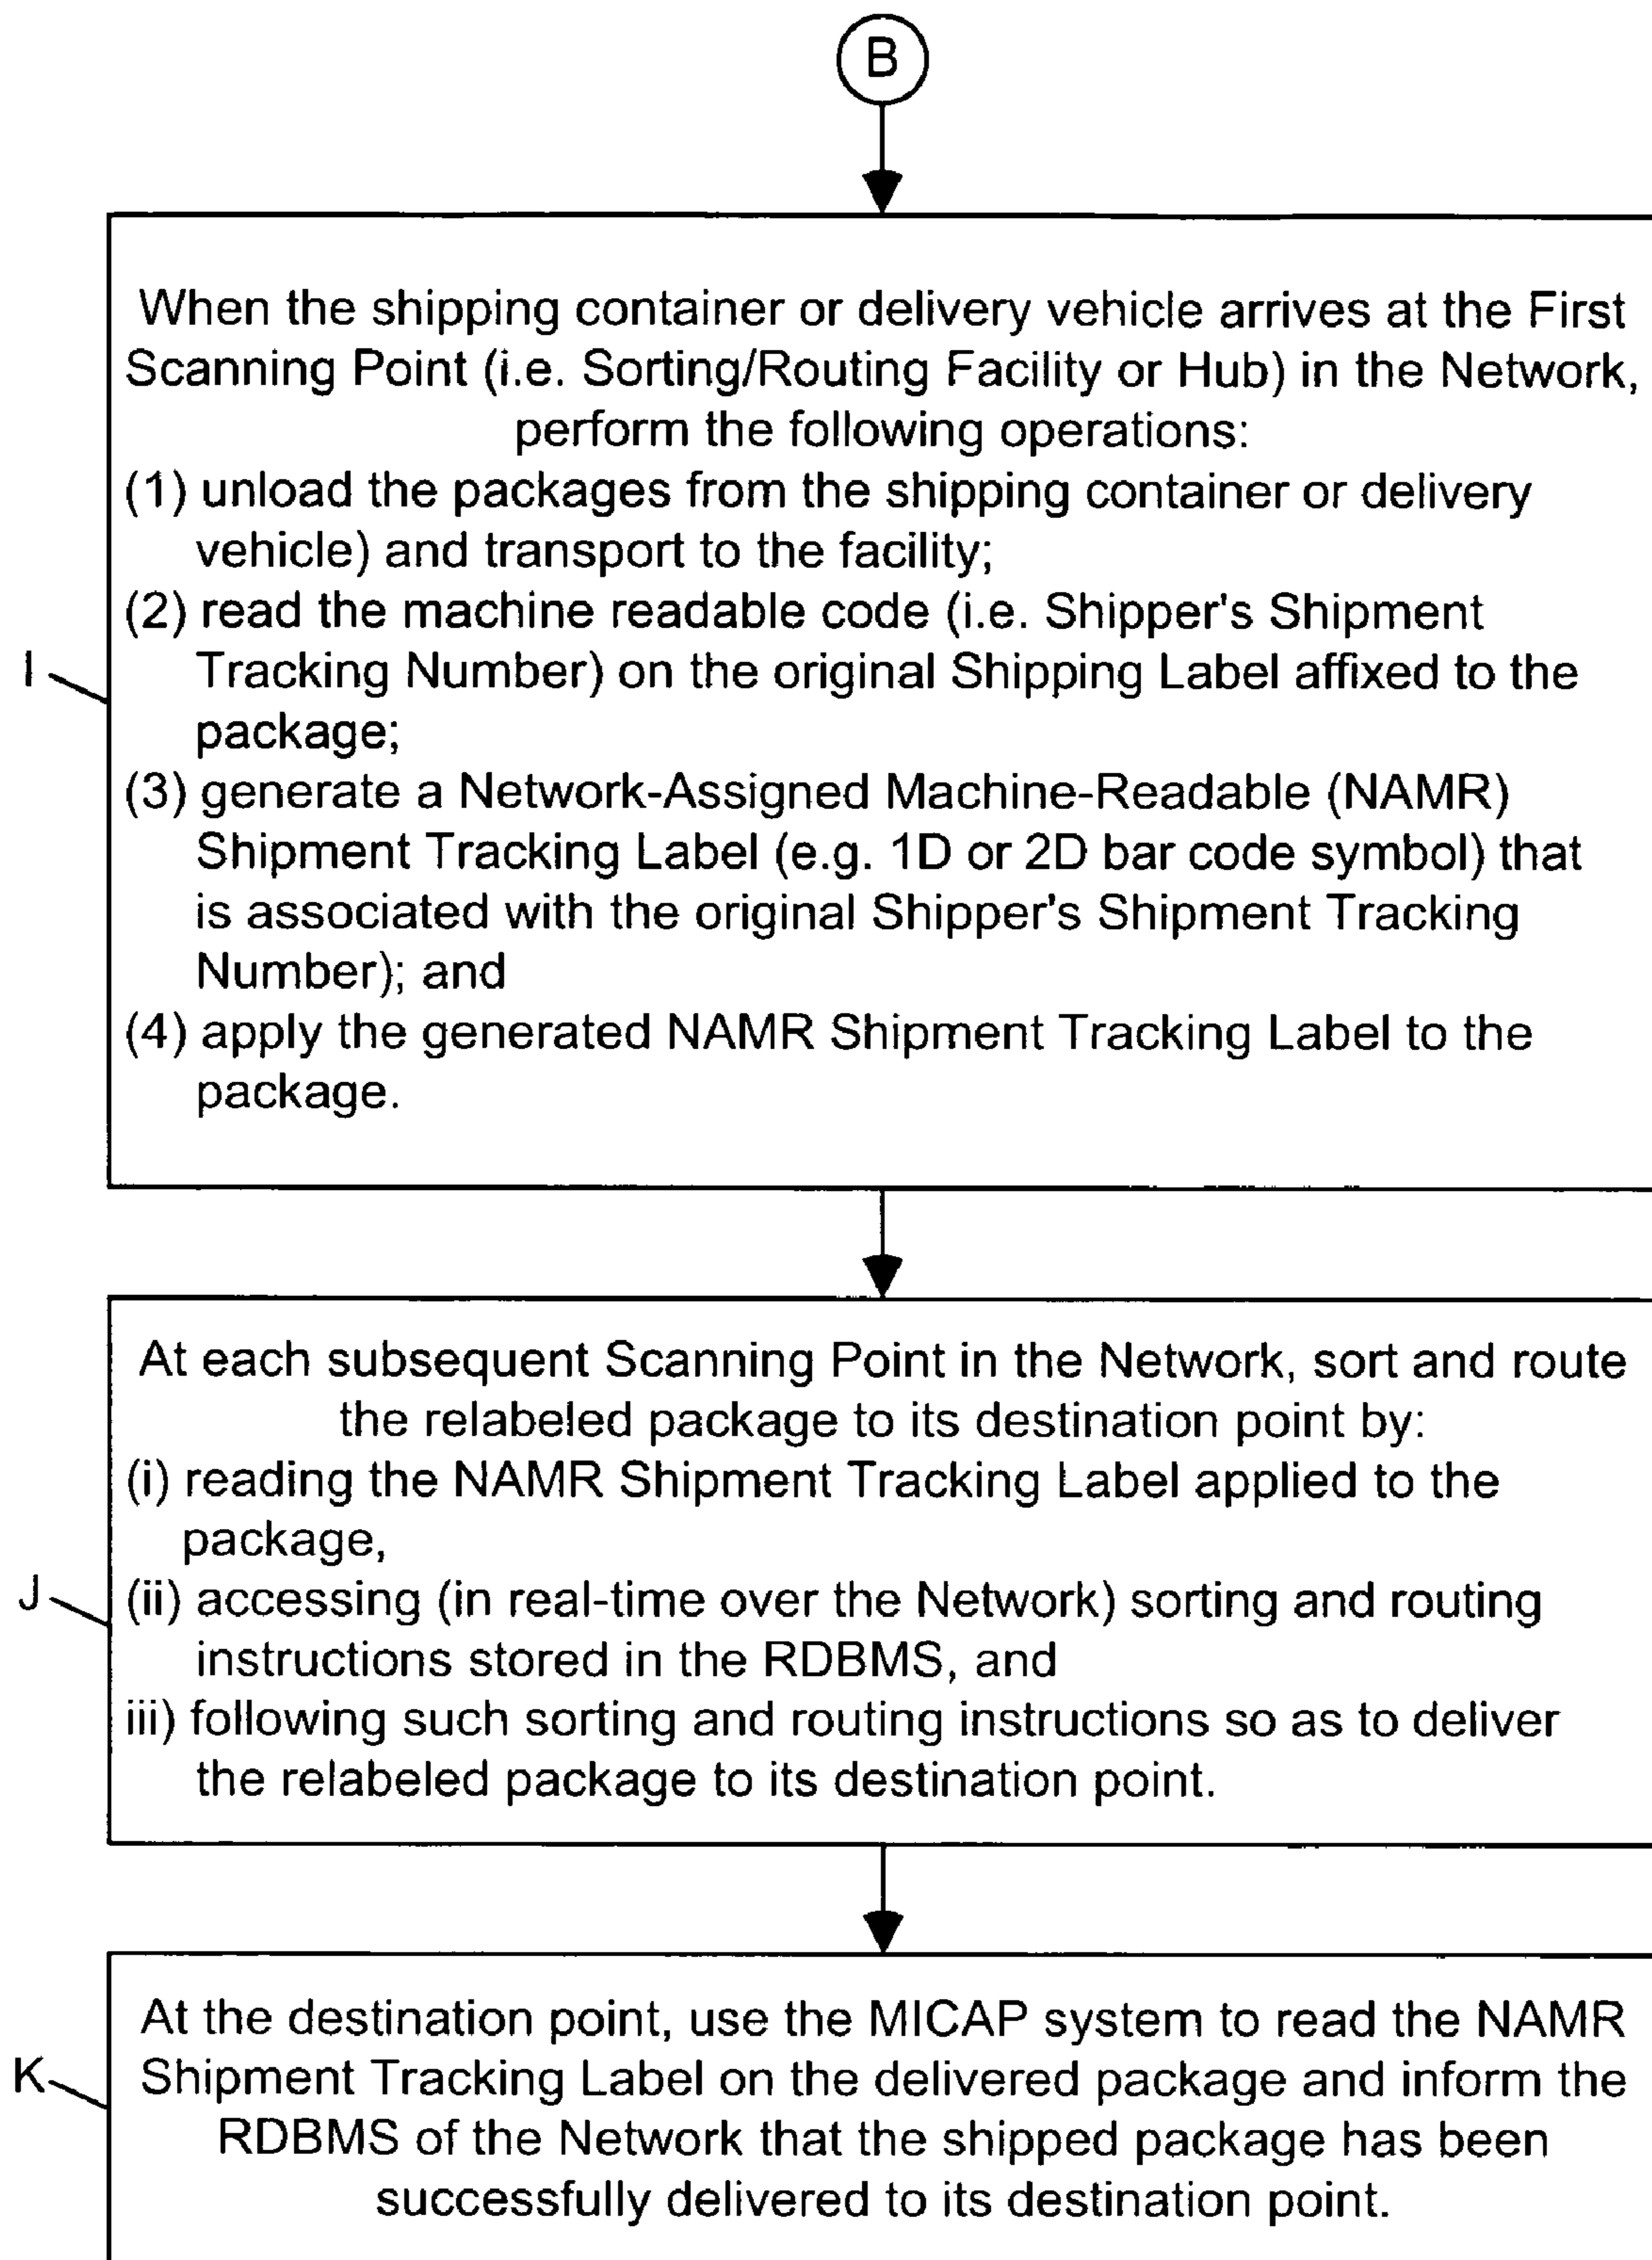 B
When the shipping container or delivery vehicle arrives at the First
Scanning Point (i.e. Sorting/Routing Facility or Hub) in the Network,
perform the following operations:
(1) unload the packages from the shipping container or delivery
vehicle) and transport to the facility;
(2) read the machine readable code (i.e. Shipper's Shipment
Tracking Number) on the original Shipping Label affixed to the
package;
(3) generate a Network-Assigned Machine-Readable (NAMR)
Shipment Tracking Label (e.g. 1D or 2D bar code symbol) that
is associated with the original Shipper's Shipment Tracking
Number); and
(4) apply the generated NAMR Shipment Tracking Label to the
package.
I
At each subsequent Scanning Point in the Network, sort and route
the relabeled package to its destination point by:
(i) reading the NAMR Shipment Tracking Label applied to the
package,
(ii) accessing (in real-time over the Network) sorting and routing
instructions stored in the RDBMS, and
iii) following such sorting and routing instructions so as to deliver
the relabeled package to its destination point.
J
At the destination point, use the MICAP system to read the NAMR
Shipment Tracking Label on the delivered package and inform the
RDBMS of the Network that the shipped package has been
successfully delivered to its destination point.
K